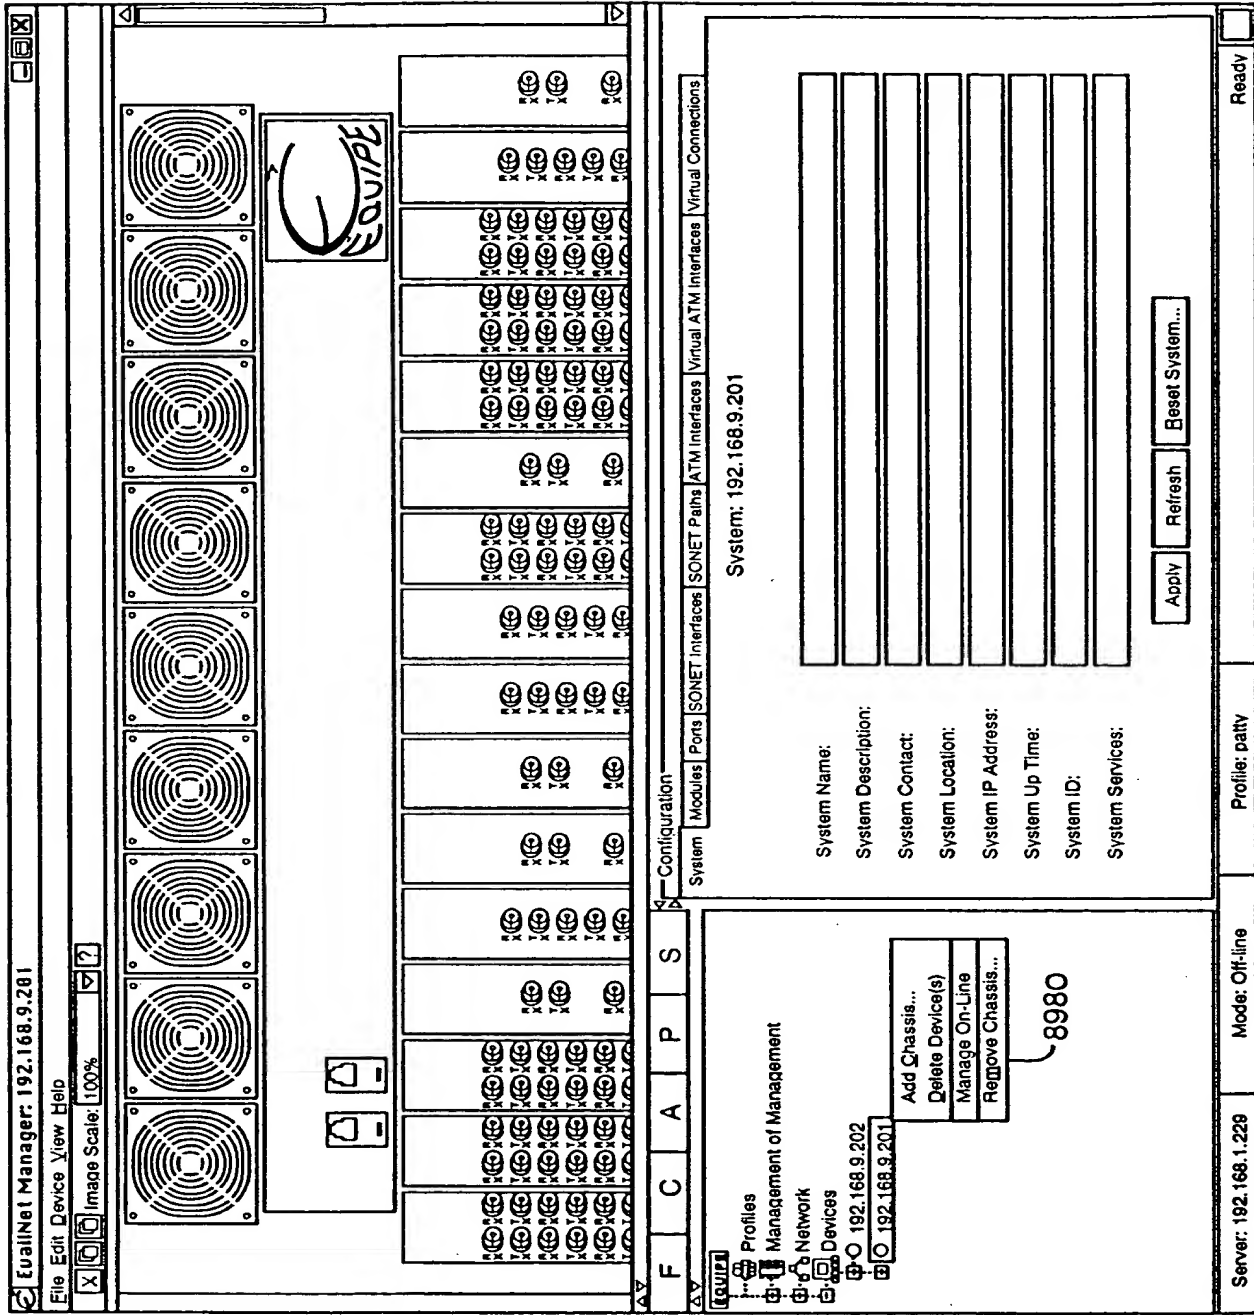 EualiNet Manager: 192.168.9.201
File Edit Device View Help
Image Scale: 100% ?
EQUIPE
F C A P S
EQUIPE
Profiles
Management of Management
Network
Devices
192.168.9.202
192.168.9.201
Add Chassis...
Delete Device(s)
Manage On-Line
Remove Chassis...
8980
Configuration
System Modules Ports SONET Interfaces SONET Paths ATM Interfaces Virtual ATM Interfaces Virtual Connections
System: 192.168.9.201
System Name:
System Description:
System Contact:
System Location:
System IP Address:
System Up Time:
System ID:
System Services:
Apply Refresh Beset System...
Server: 192.168.1.229 Mode: Off-line Profile: patty Ready